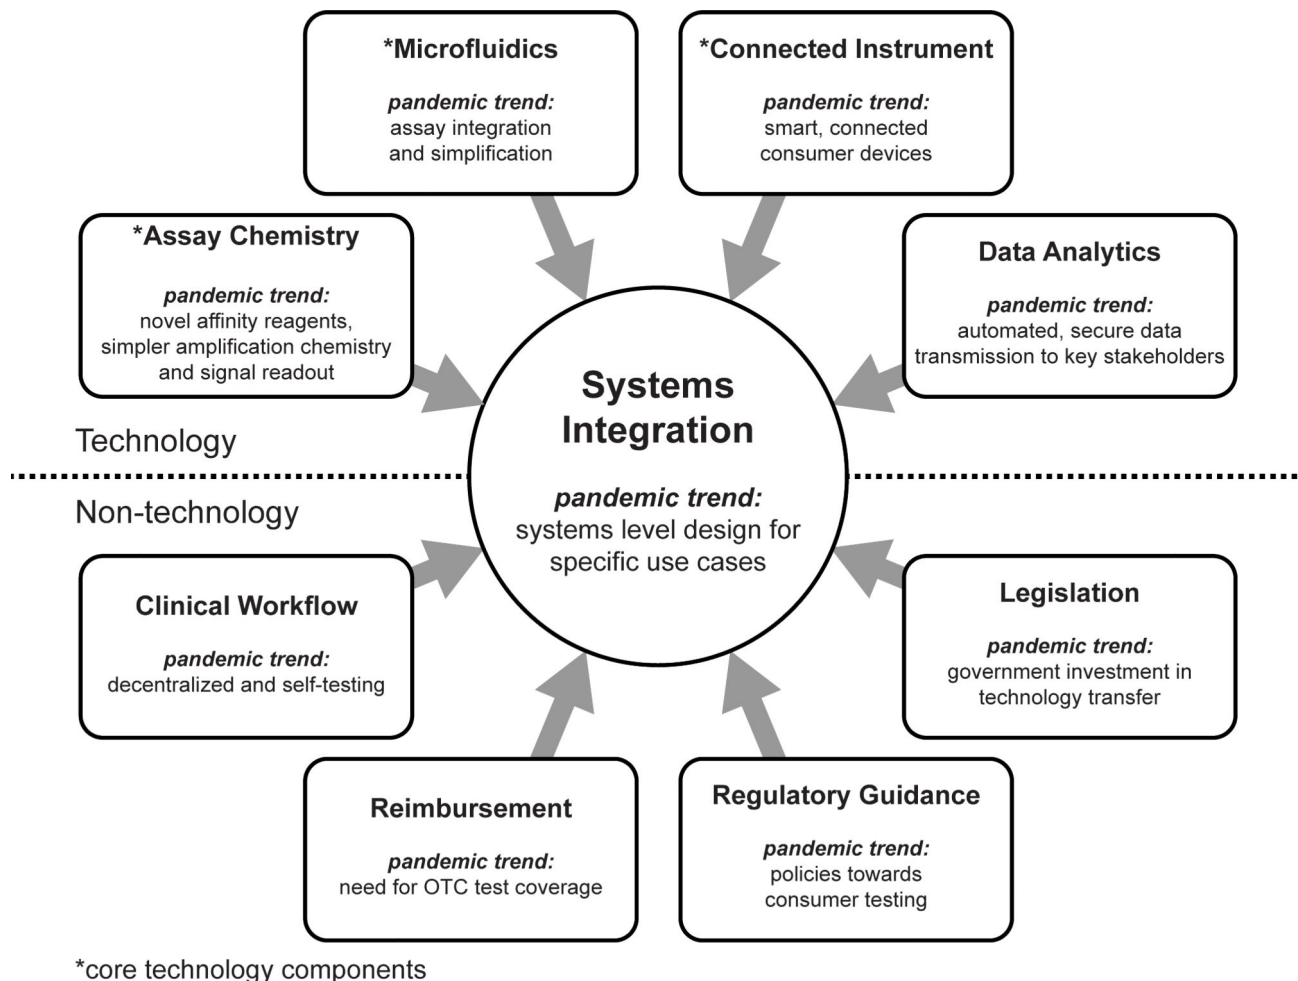 *Microfluidics
pandemic trend:
assay integration
and simplification
*Connected Instrument
pandemic trend:
smart, connected
consumer devices
*Assay Chemistry
pandemic trend:
novel affinity reagents,
simpler amplification chemistry
and signal readout
Data Analytics
pandemic trend:
automated, secure data
transmission to key stakeholders
Systems
Integration
pandemic trend:
systems level design for
specific use cases
Technology
Non-technology
Clinical Workflow
pandemic trend:
decentralized and self-testing
Legislation
pandemic trend:
government investment in
technology transfer
Reimbursement
pandemic trend:
need for OTC test coverage
Regulatory Guidance
pandemic trend:
policies towards
consumer testing
*core technology components